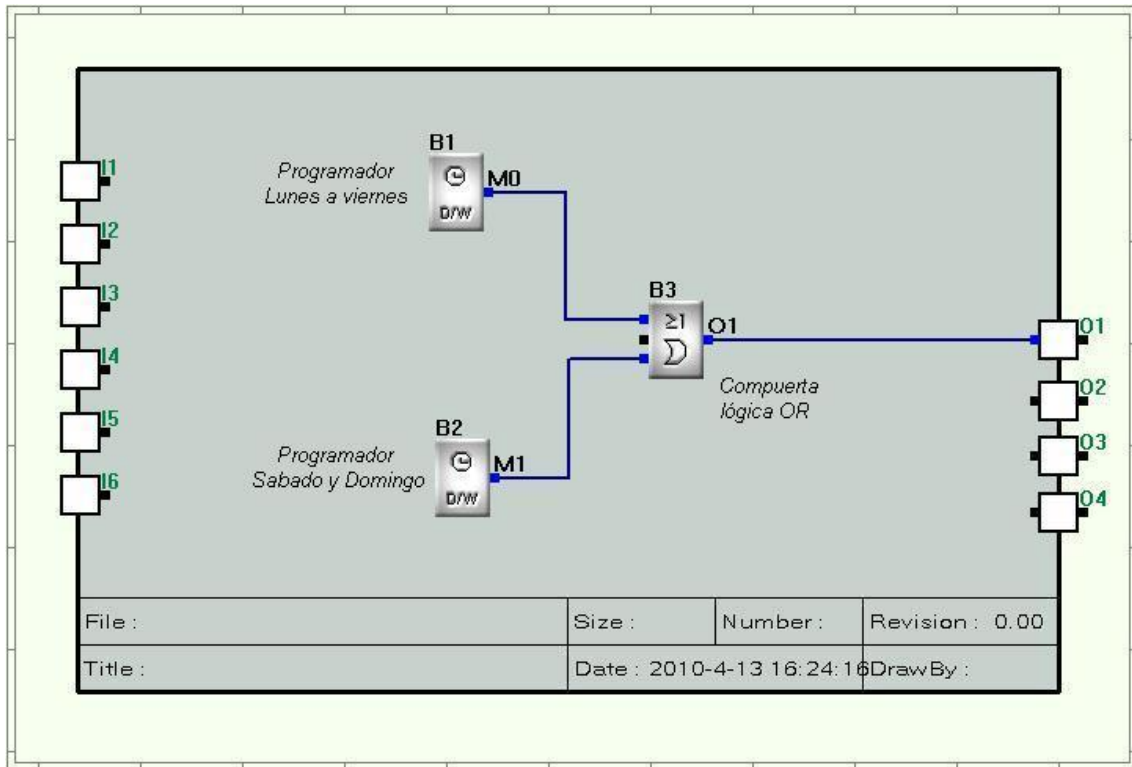 B1
Programador
Lunes a viernes
M0
D/W
I1
I2
I3
I4
I5
I6
B3
≥1
O1
Compuerta
lógica OR
B2
Programador
Sabado y Domingo
M1
D/W
O1
O2
O3
O4
File :
Size :
Number :
Revision : 0.00
Title :
Date : 2010-4-13 16:24:16
DrawBy :